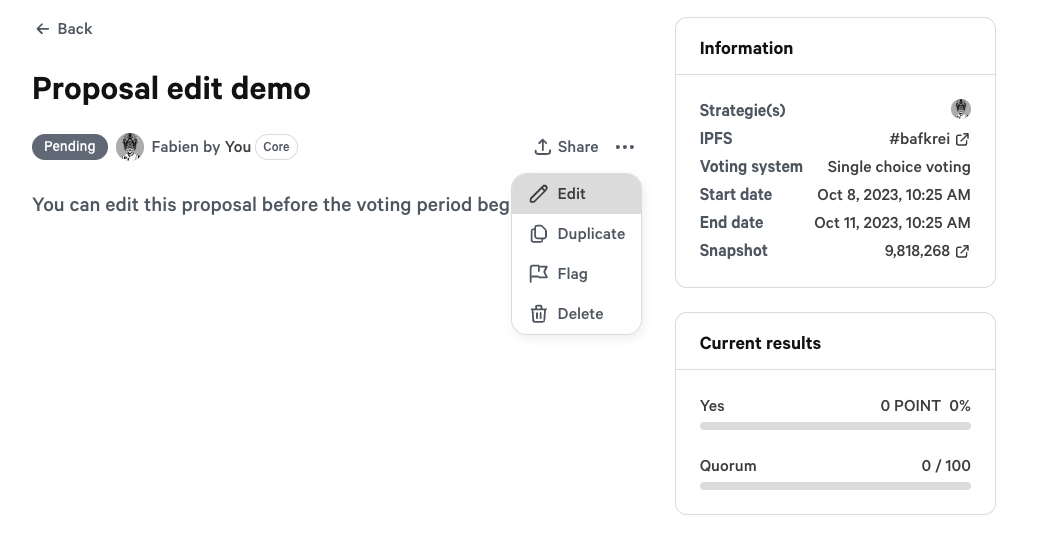 Back
Proposal edit demo
Pending Fabien by You Core
Share
You can edit this proposal before the voting period beg
Edit
Duplicate
Flag
Delete
Information
Strategie(s)
IPFS #bafkrei
Voting system Single choice voting
Start date Oct 8, 2023, 10:25 AM
End date Oct 11, 2023, 10:25 AM
Snapshot 9,818,268
Current results
Yes 0 POINT 0%
Quorum 0 / 100